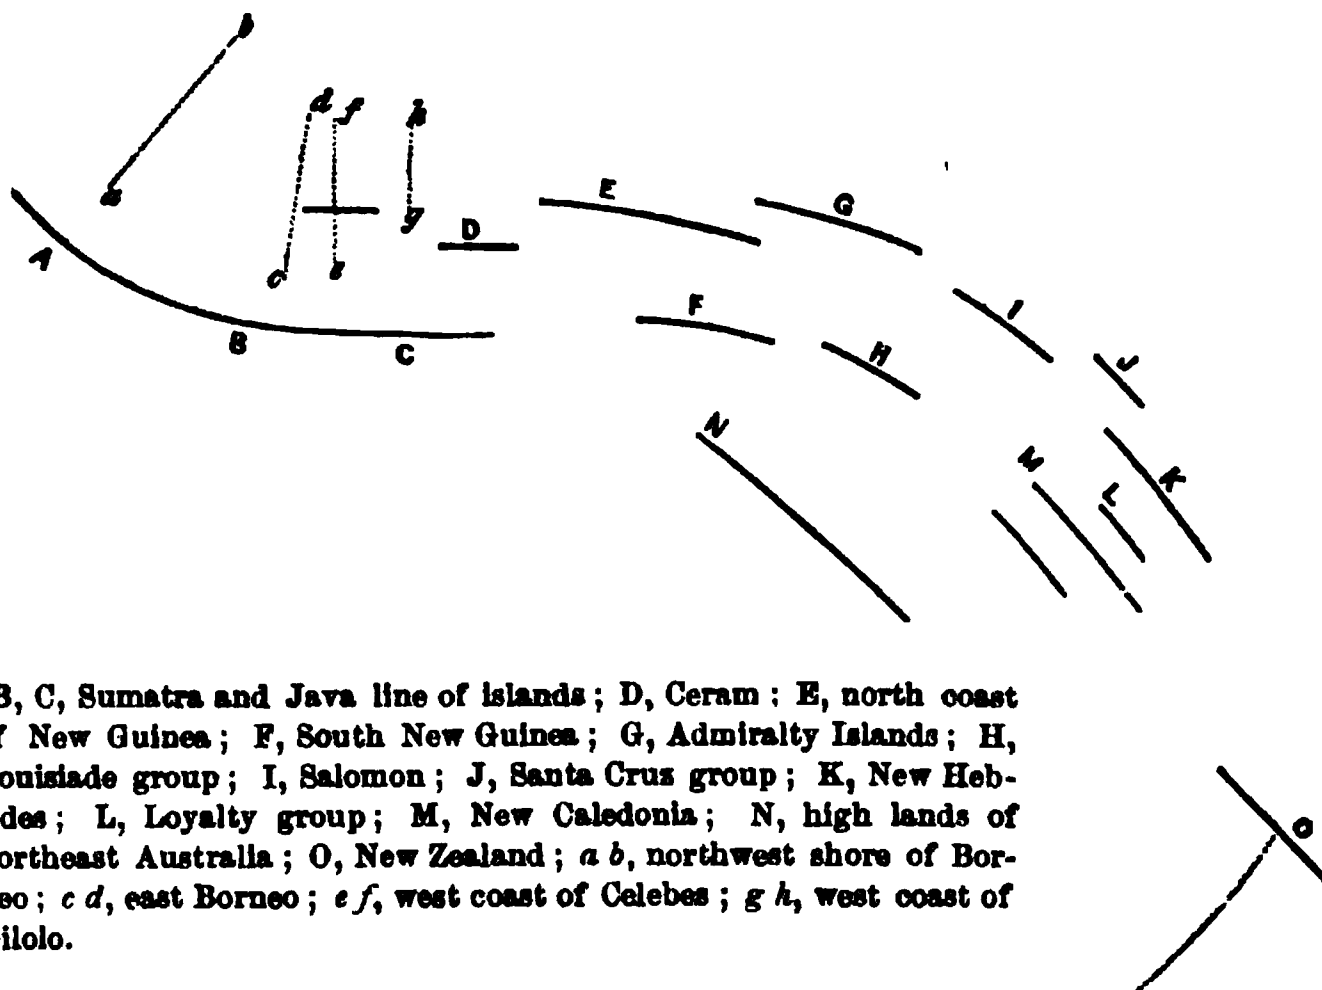 b
d f h
a
E
G
g
D
A
c e
F
I
B
C
H
J
N
M
K
L
B, C, Sumatra and Java line of islands; D, Ceram: E, north coast
f New Guinea; F, South New Guinea; G, Admiralty Islands; H,
ouisiade group; I, Salomon; J, Santa Crus group; K, New Heb-
des; L, Loyalty group; M, New Caledonia; N, high lands of
ortheast Australia; O, New Zealand; a b, northwest shore of Bor-
eo; c d, east Borneo; e f, west coast of Celebes; g h, west coast of
ilolo.
O